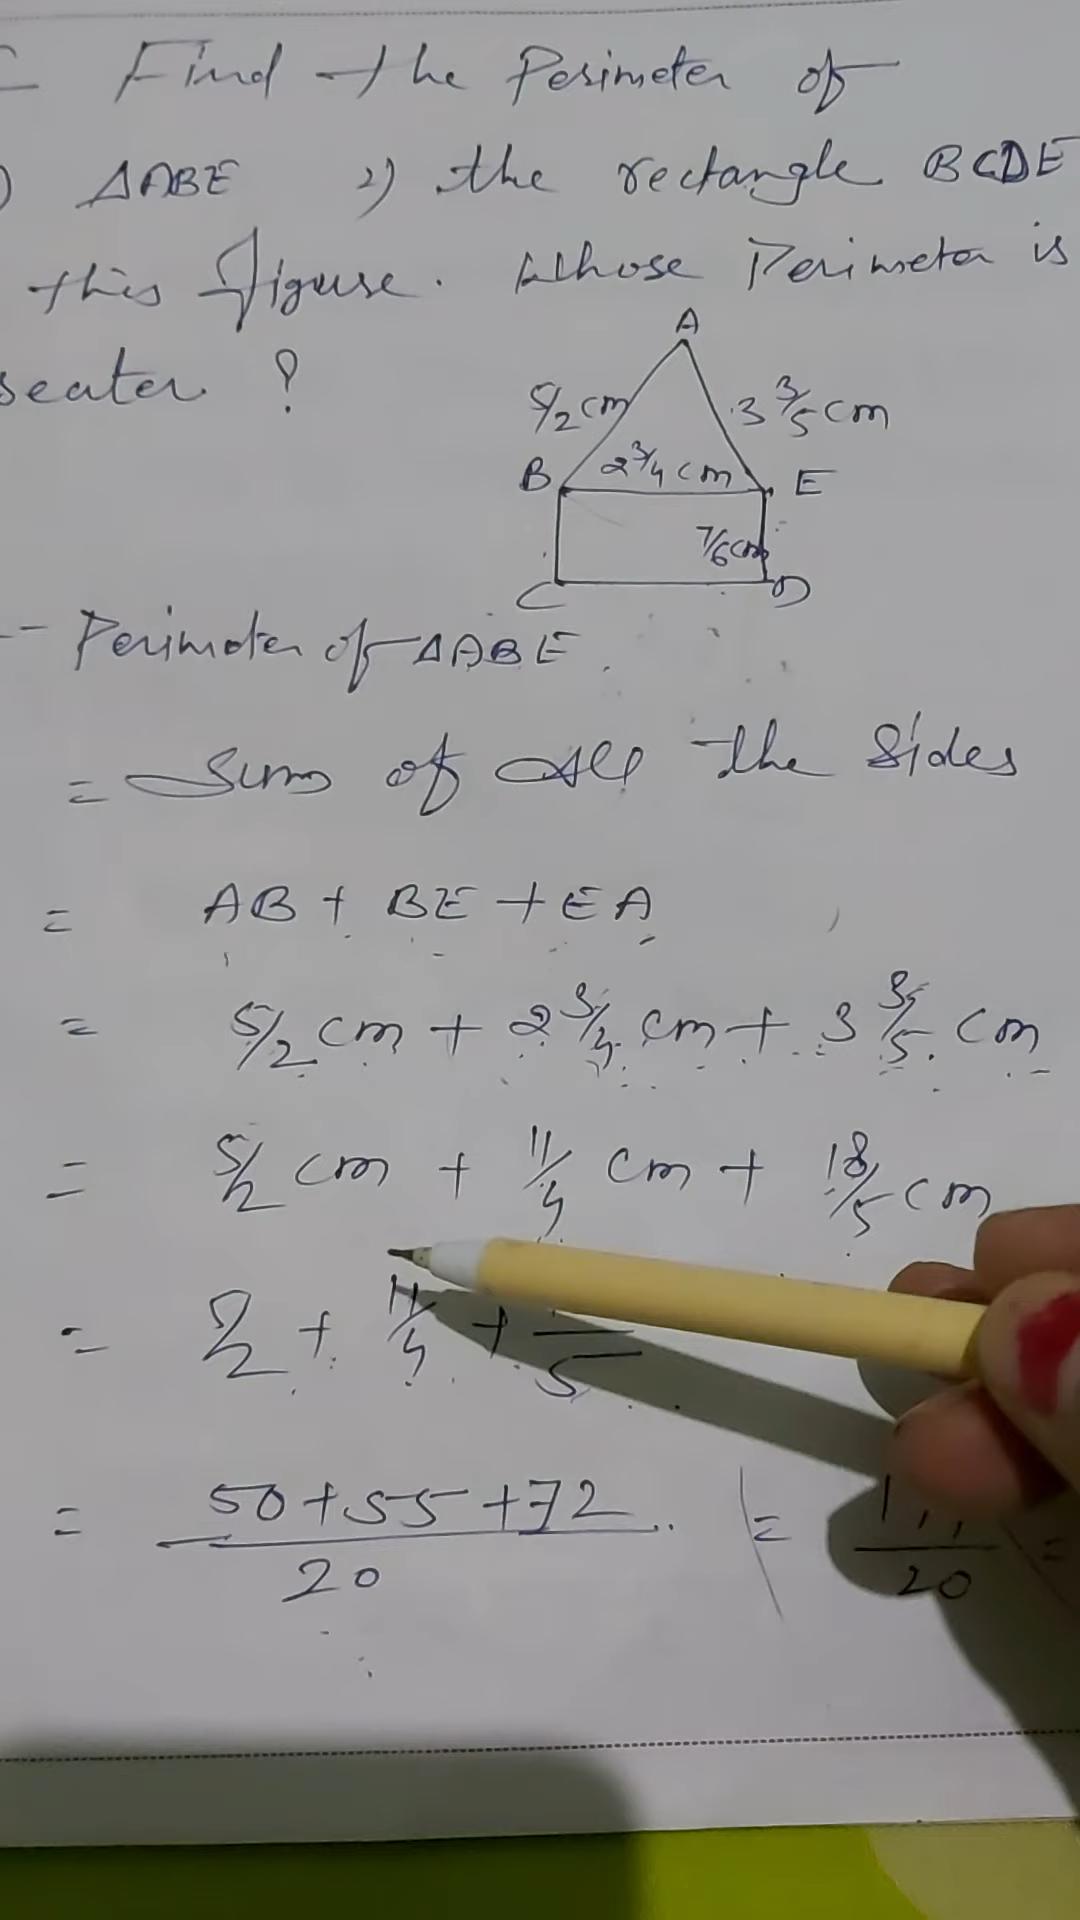 Find the Perimeter of
) ΔABE 2) the rectangle BCDE
this figure. Whose Perimeter is
?
A
5/2 cm 3 3/5 cm
B 2 3/4 cm E
7/6 cm
C D
Perimeter of ΔABE.
= Sum of All the Sides
= AB + BE + EA
= 5/2 cm + 2 3/4 cm + 3 3/5 cm
= 5/2 cm + 11/4 cm + 18/5 cm
= + 11/4 + 5
= 50+55+72 / 20 = 20 =